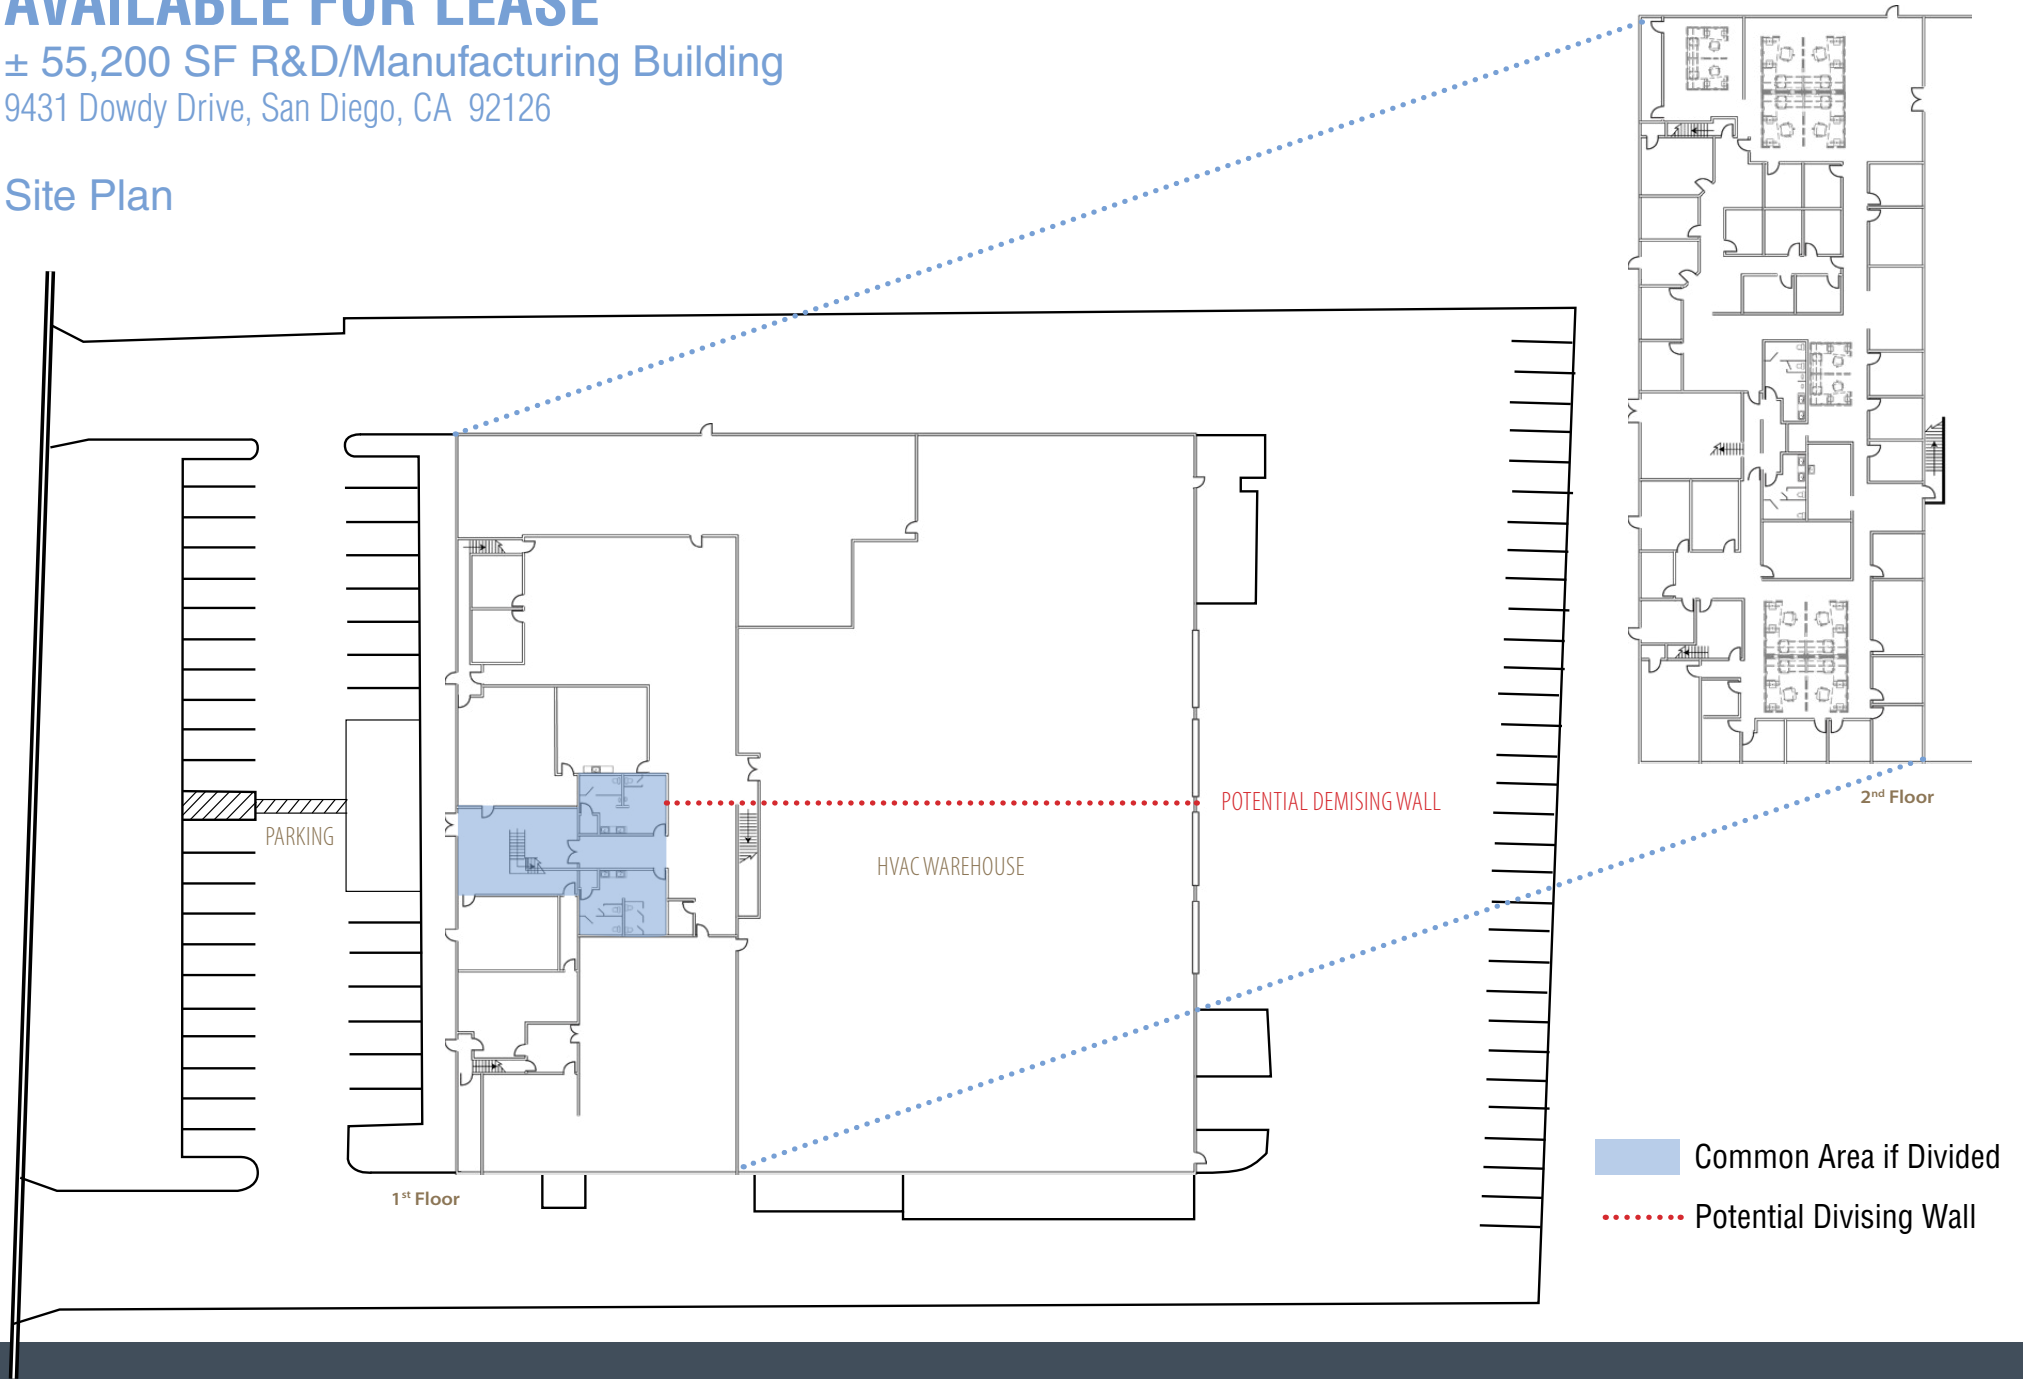 AVAILABLE FOR LEASE
± 55,200 SF R&D/Manufacturing Building
9431 Dowdy Drive, San Diego, CA 92126
Site Plan
POTENTIAL DEMISING WALL
2nd Floor
PARKING
HVAC WAREHOUSE
Common Area if Divided
1st Floor
Potential Divising Wall